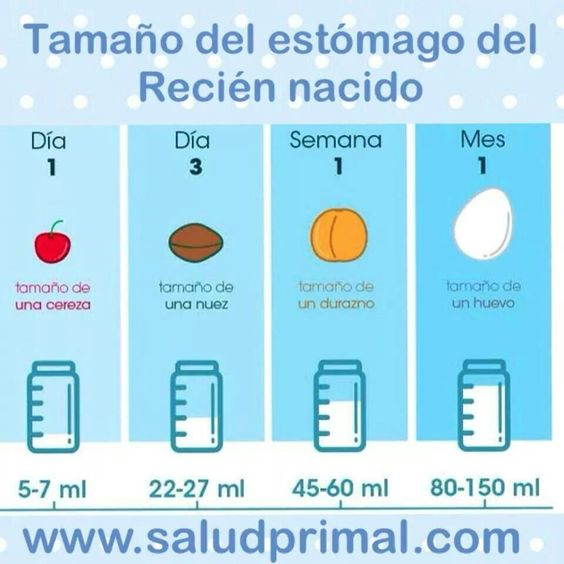 Tamaño del estómago del
Recién nacido
Día
1
Día
3
Semana
1
Mes
1
tamaño de
una cereza
tamaño de
una nuez
tamaño de
un durazno
tamaño de
un huevo
5-7 ml
22-27 ml
45-60 ml
80-150 ml
www.saludprimal.com